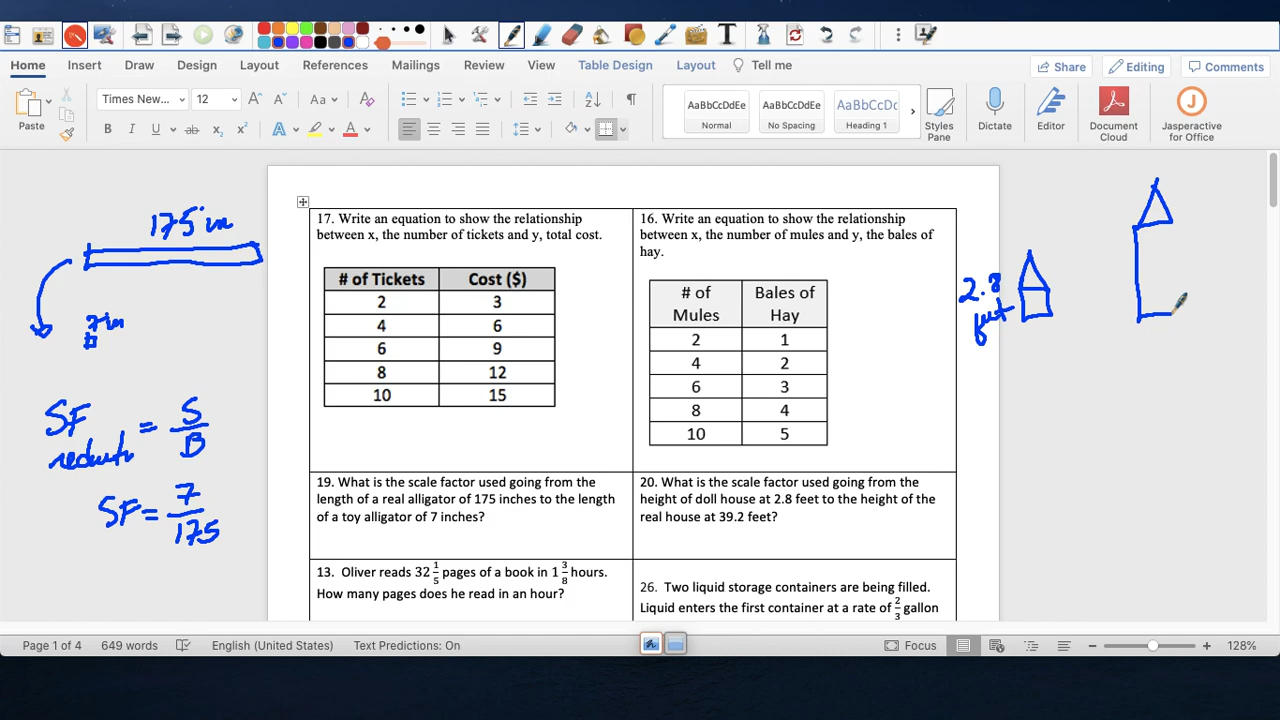 Home Insert Draw Design Layout References Mailings Review View Table Design Layout Tell me Share Editing Comments
Paste
Times New... 12 Aa
B I U ab x₂ x² A A
AaBbCcDdEe AaBbCcDdEe AaBbCcDc
Normal No Spacing Heading 1
Styles Pane
Dictate
Editor
Document Cloud
Jasperactive for Office
175 in
7 in
SF reduction = S/B
SF = 7/175
17. Write an equation to show the relationship
between x, the number of tickets and y, total cost.
# of Tickets Cost ($)
2 3
4 6
6 9
8 12
10 15
16. Write an equation to show the relationship
between x, the number of mules and y, the bales of
hay.
# of Mules Bales of Hay
2 1
4 2
6 3
8 4
10 5
2.8
feet
19. What is the scale factor used going from the
length of a real alligator of 175 inches to the length
of a toy alligator of 7 inches?
20. What is the scale factor used going from the
height of doll house at 2.8 feet to the height of the
real house at 39.2 feet?
13. Oliver reads 32 1/5 pages of a book in 1 3/8 hours.
How many pages does he read in an hour?
26. Two liquid storage containers are being filled.
Liquid enters the first container at a rate of 2/3 gallon
Page 1 of 4 649 words English (United States) Text Predictions: On Focus 128%